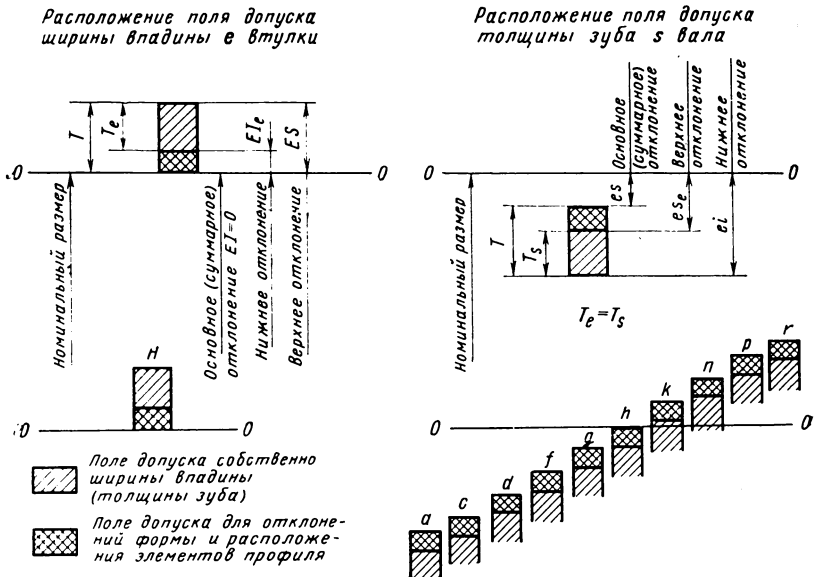 Расположение поля допуска
ширины впадины e втулки
T
Te
EIe
ES
0
0
Номинальный размер
Основное (суммарное)
отклонение EI=0
Нижнее отклонение
Верхнее отклонение
H
0
0
Поле допуска собственно
ширины впадины
(толщины зуба)
Поле допуска для отклоне-
ний формы и расположе-
ния элементов профиля
Расположение поля допуска
толщины зуба s вала
Основное
(суммарное)
отклонение
Верхнее
отклонение
Нижнее
отклонение
0
0
es
ese
ei
T
Ts
Номинальный размер
Te=Ts
0
0
a
c
d
f
g
h
k
n
p
r